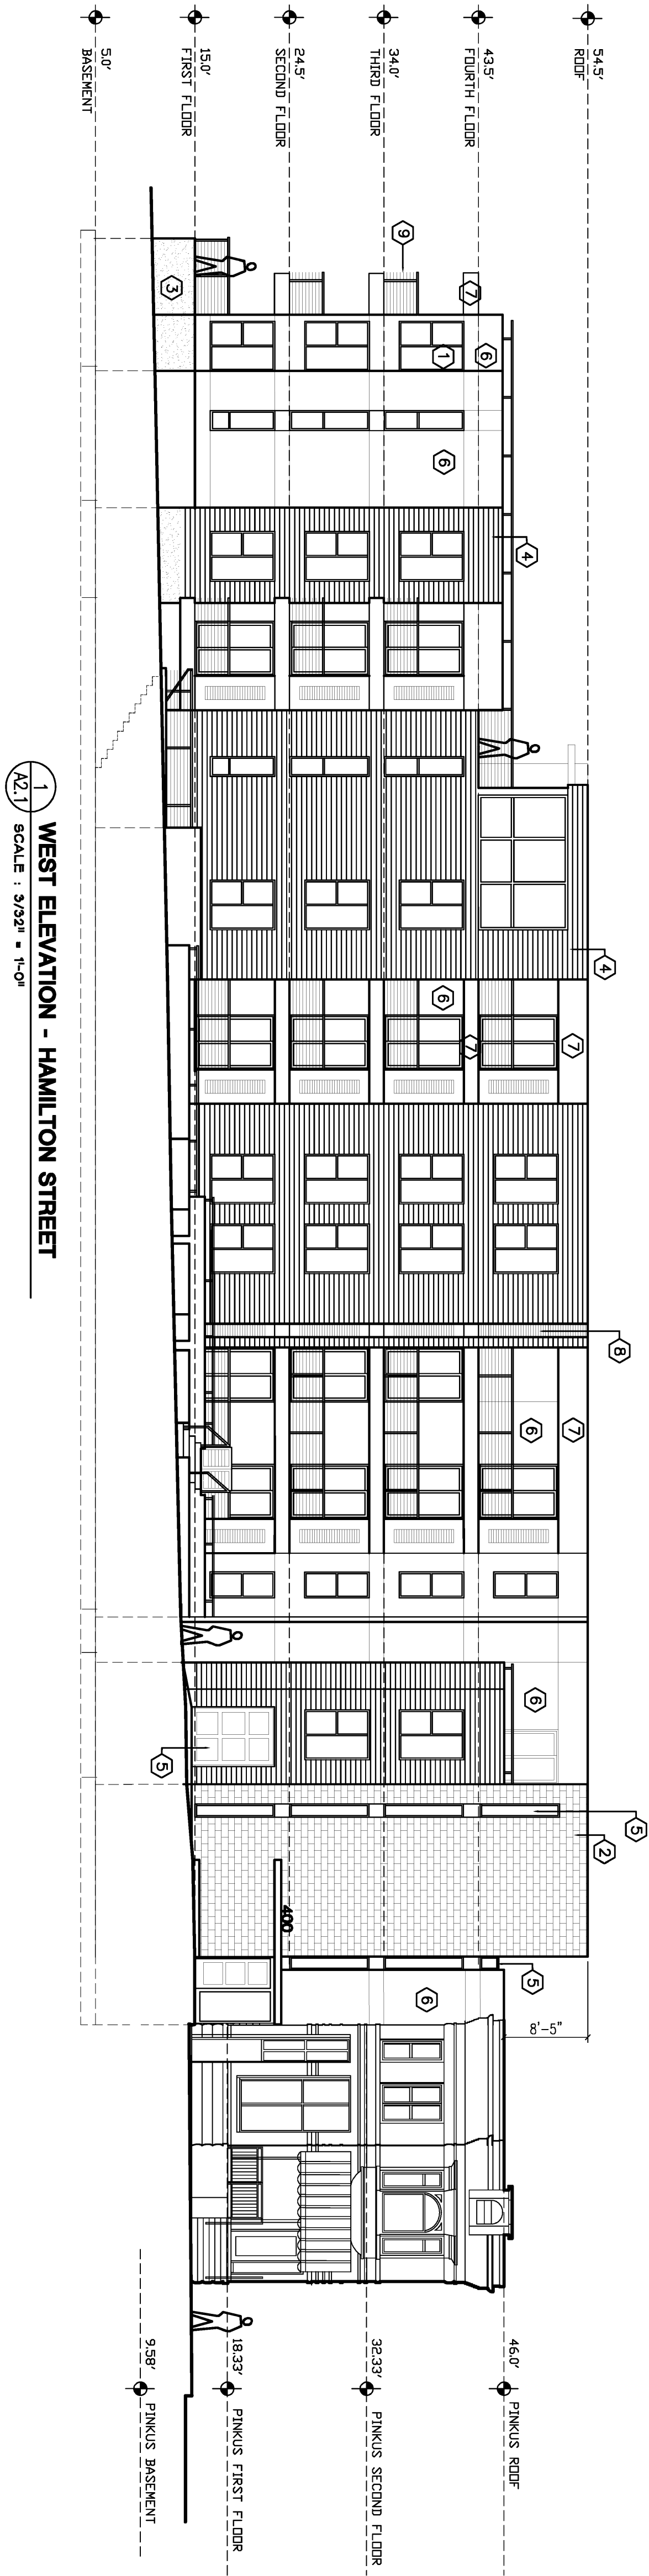 54.5'
ROOF
43.5'
FOURTH FLOOR
34.0'
THIRD FLOOR
24.5'
SECOND FLOOR
15.0'
FIRST FLOOR
5.0'
BASEMENT
9
7
6
1
3
6
4
4
7
6
7
8
7
6
6
5
5
2
400
5
6
8'-5"
46.0'
PINKUS ROOF
32.33'
PINKUS SECOND FLOOR
18.33'
PINKUS FIRST FLOOR
9.58'
PINKUS BASEMENT
1
A2.1
WEST ELEVATION - HAMILTON STREET
SCALE : 3/32" = 1'-0"